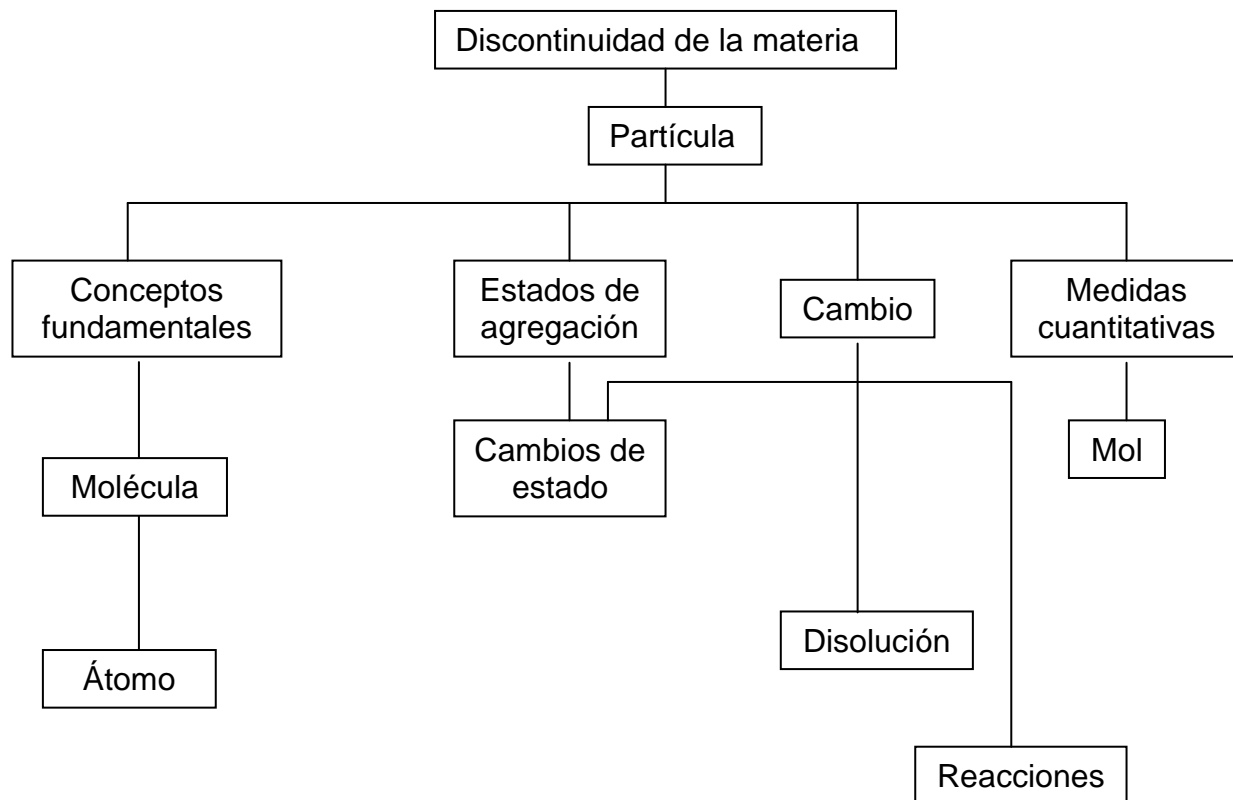 Discontinuidad de la materia
Partícula
Conceptos
fundamentales
Estados de
agregación
Cambio
Medidas
cuantitativas
Cambios de
estado
Mol
Molécula
Disolución
Átomo
Reacciones